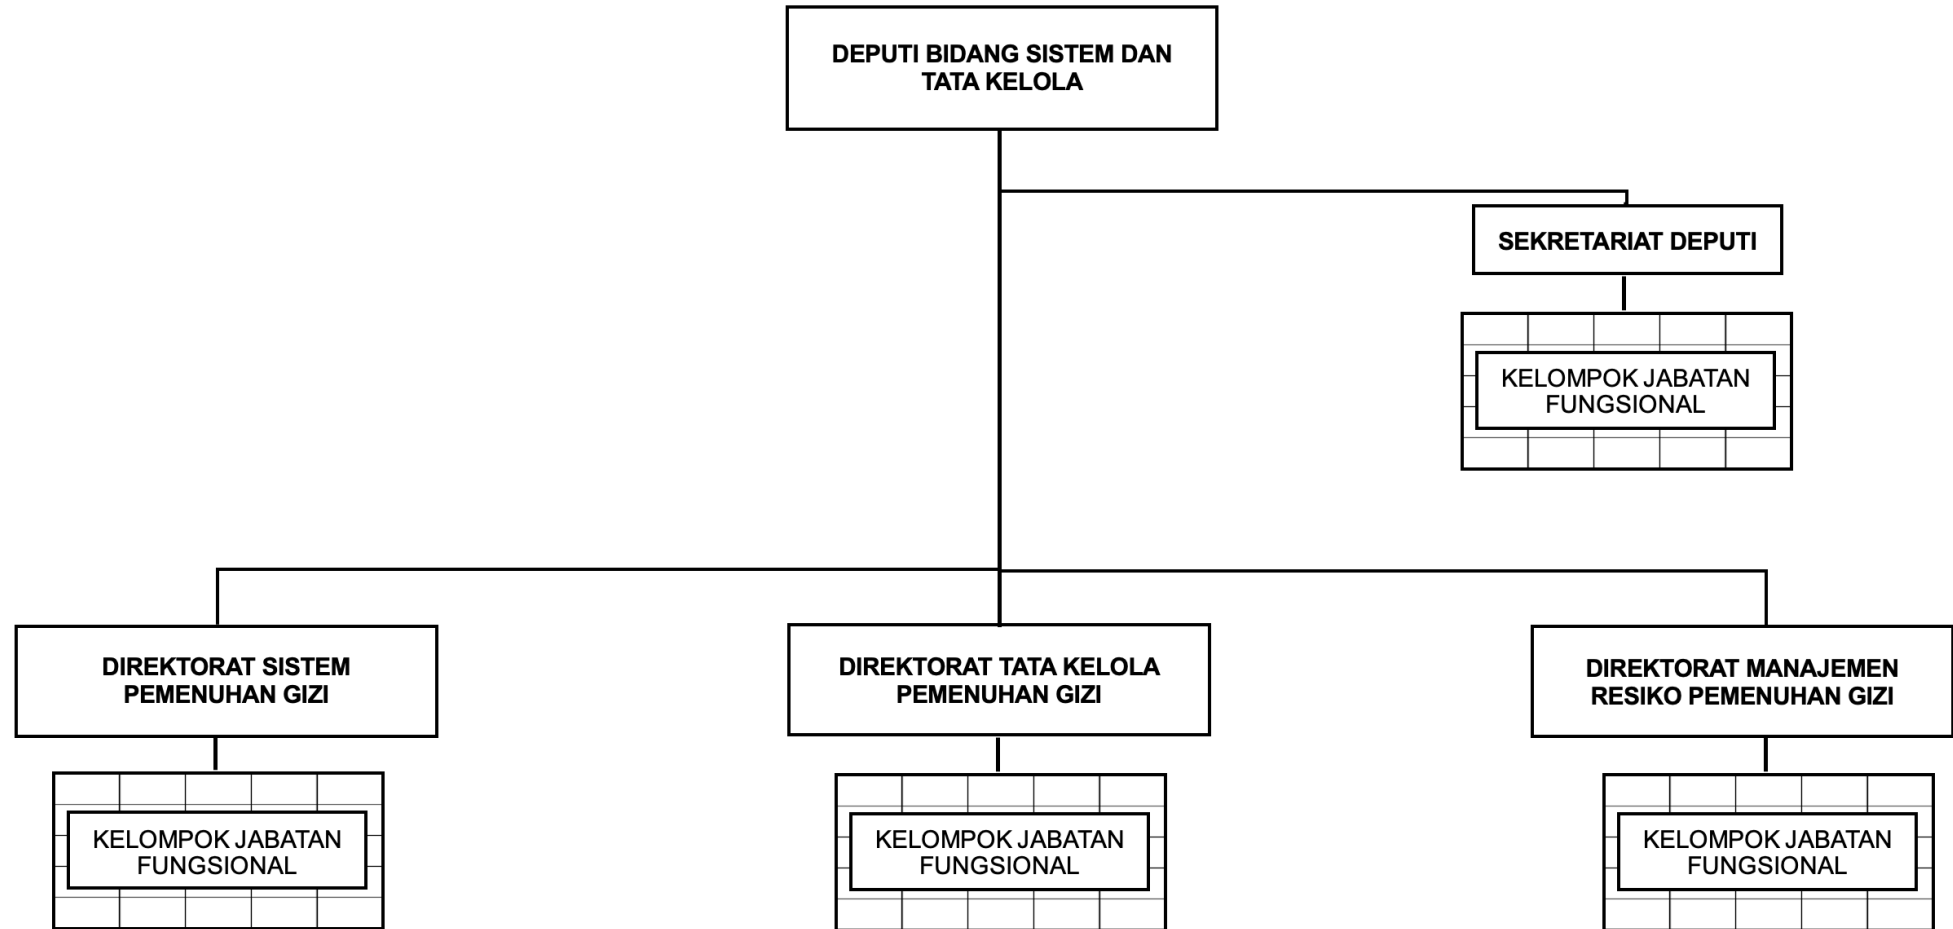 DEPUTI BIDANG SISTEM DAN
TATA KELOLA
SEKRETARIAT DEPUTI
KELOMPOK JABATAN
FUNGSIONAL
DIREKTORAT SISTEM
PEMENUHAN GIZI
DIREKTORAT TATA KELOLA
PEMENUHAN GIZI
DIREKTORAT MANAJEMEN
RESIKO PEMENUHAN GIZI
KELOMPOK JABATAN
FUNGSIONAL
KELOMPOK JABATAN
FUNGSIONAL
KELOMPOK JABATAN
FUNGSIONAL